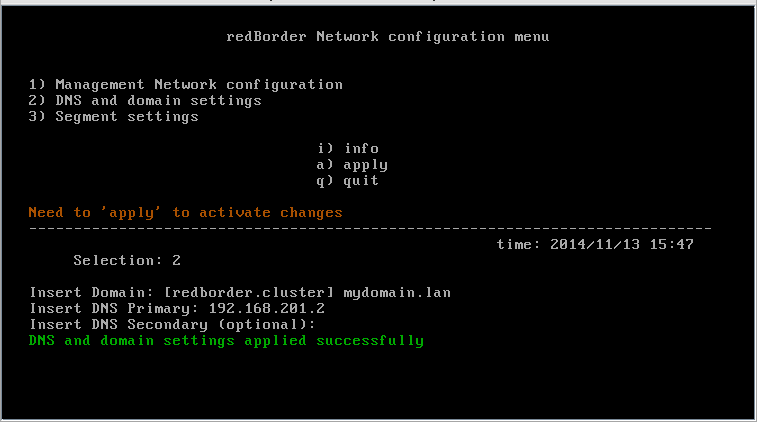 redBorder Network configuration menu
1) Management Network configuration
2) DNS and domain settings
3) Segment settings
i) info
a) apply
q) quit
Need to 'apply' to activate changes
--------------------------------------------------------------------------------
time: 2014/11/13 15:47
Selection: 2
Insert Domain: [redborder.cluster] mydomain.lan
Insert DNS Primary: 192.168.201.2
Insert DNS Secondary (optional):
DNS and domain settings applied successfully